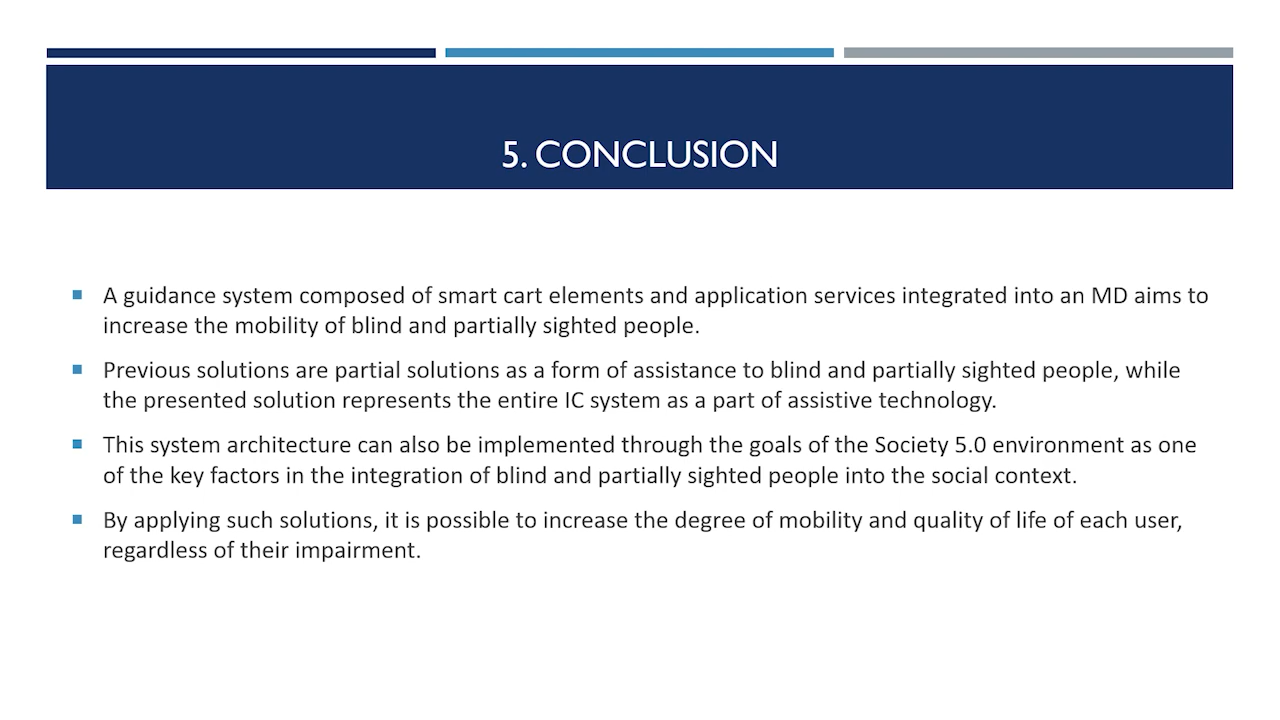 5. CONCLUSION
A guidance system composed of smart cart elements and application services integrated into an MD aims to
increase the mobility of blind and partially sighted people.
Previous solutions are partial solutions as a form of assistance to blind and partially sighted people, while
the presented solution represents the entire IC system as a part of assistive technology.
This system architecture can also be implemented through the goals of the Society 5.0 environment as one
of the key factors in the integration of blind and partially sighted people into the social context.
By applying such solutions, it is possible to increase the degree of mobility and quality of life of each user,
regardless of their impairment.